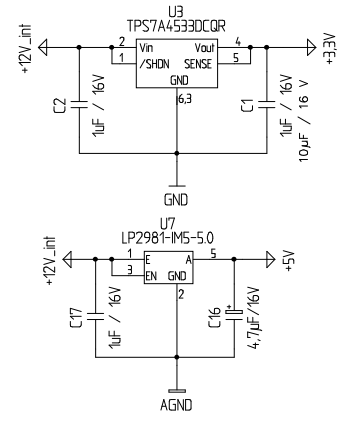 U3
TPS7A4533DCQR
+12V_int
2
Vin
Vout
4
1
/SHDN
SENSE
5
GND
6,3
+3,3V
C2
1uF / 16V
C1
1uF / 16V
10µF / 16 V
GND
U7
LP2981-IM5-5.0
+12V_int
1
E
A
5
3
EN
GND
2
+5V
C17
1uF / 16V
C16
+
4,7µF/16V
AGND